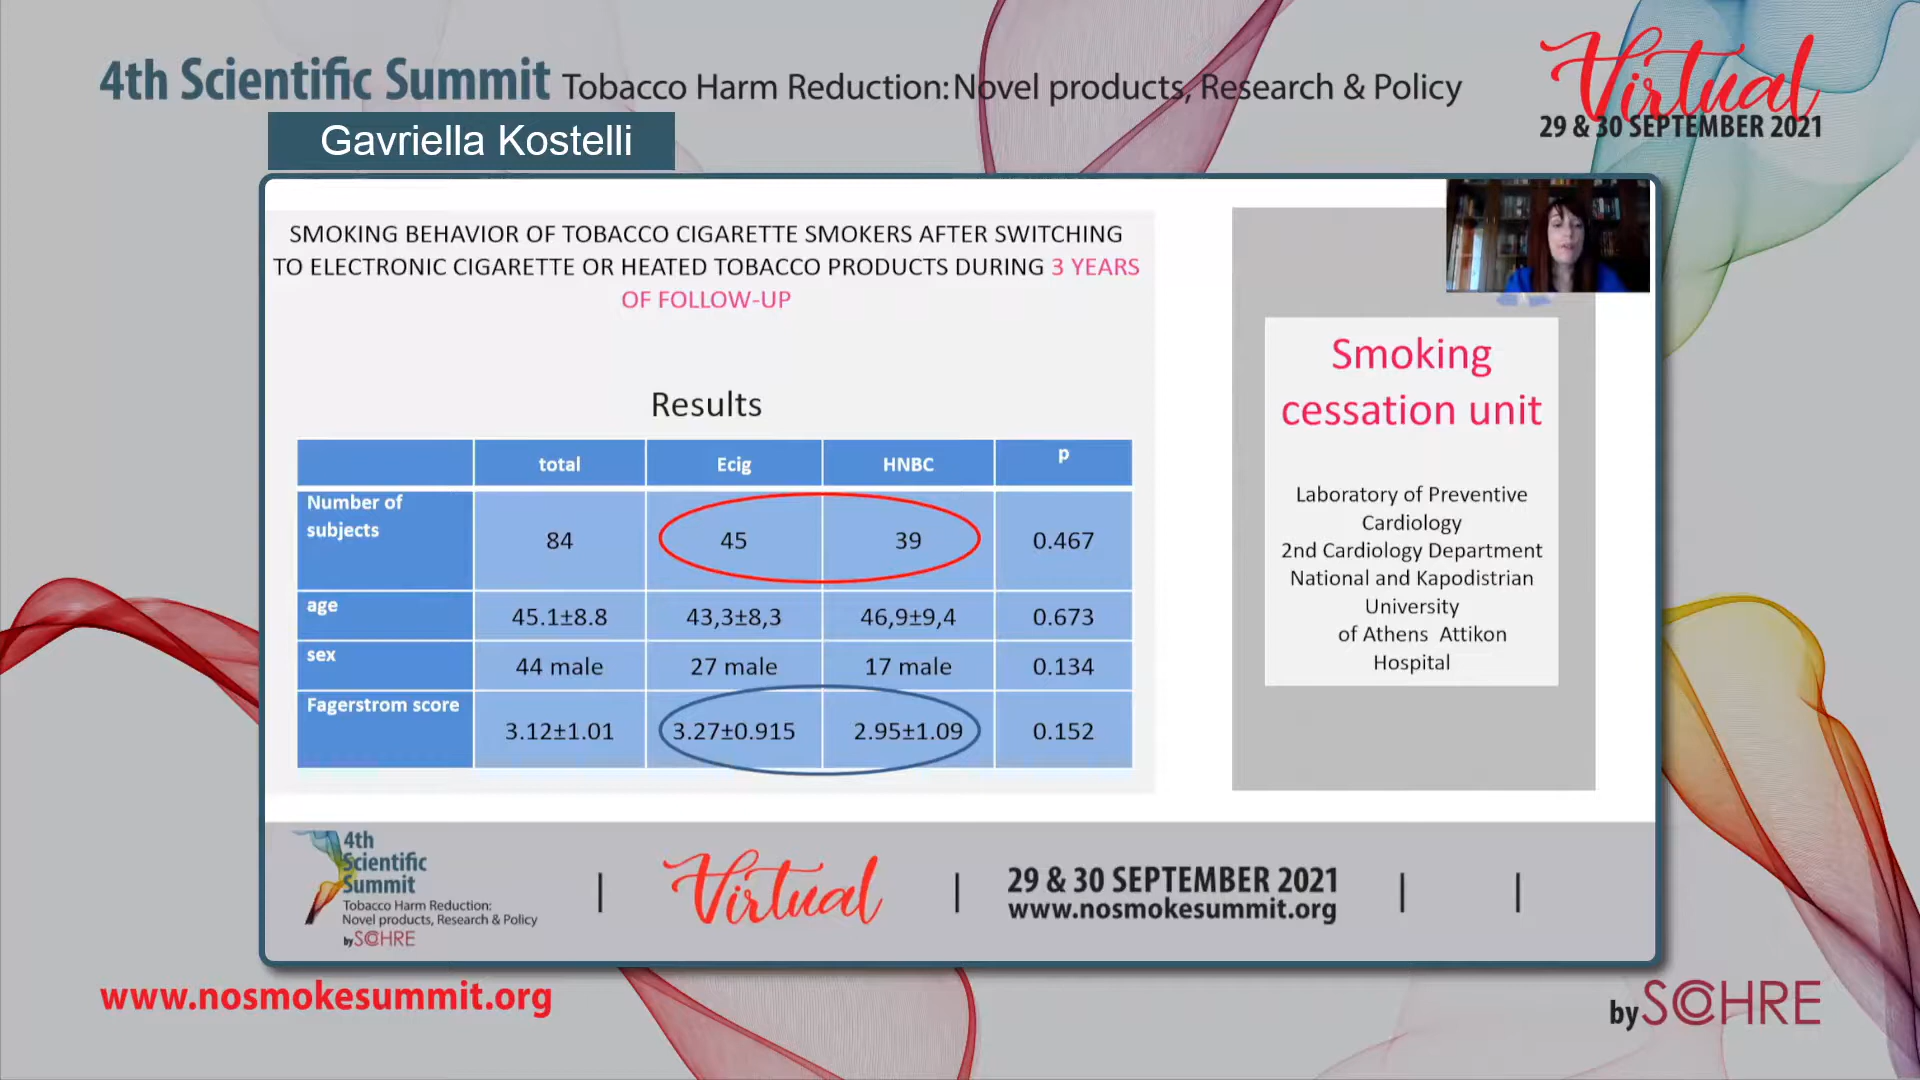 4th Scientific Summit Tobacco Harm Reduction: Novel products, Research & Policy
Virtual
29 & 30 SEPTEMBER 2021
Gavriella Kostelli
SMOKING BEHAVIOR OF TOBACCO CIGARETTE SMOKERS AFTER SWITCHING
TO ELECTRONIC CIGARETTE OR HEATED TOBACCO PRODUCTS DURING 3 YEARS
OF FOLLOW-UP
Results
total Ecig HNBC p
Number of
subjects
84 45 39 0.467
age 45.1±8.8 43,3±8,3 46,9±9,4 0.673
sex 44 male 27 male 17 male 0.134
Fagerstrom score 3.12±1.01 3.27±0.915 2.95±1.09 0.152
Smoking
cessation unit
Laboratory of Preventive
Cardiology
2nd Cardiology Department
National and Kapodistrian
University
of Athens Attikon
Hospital
4th
Scientific
Summit
Tobacco Harm Reduction:
Novel products, Research & Policy
by SCOHRE
Virtual
29 & 30 SEPTEMBER 2021
www.nosmokesummit.org
www.nosmokesummit.org
by SCOHRE